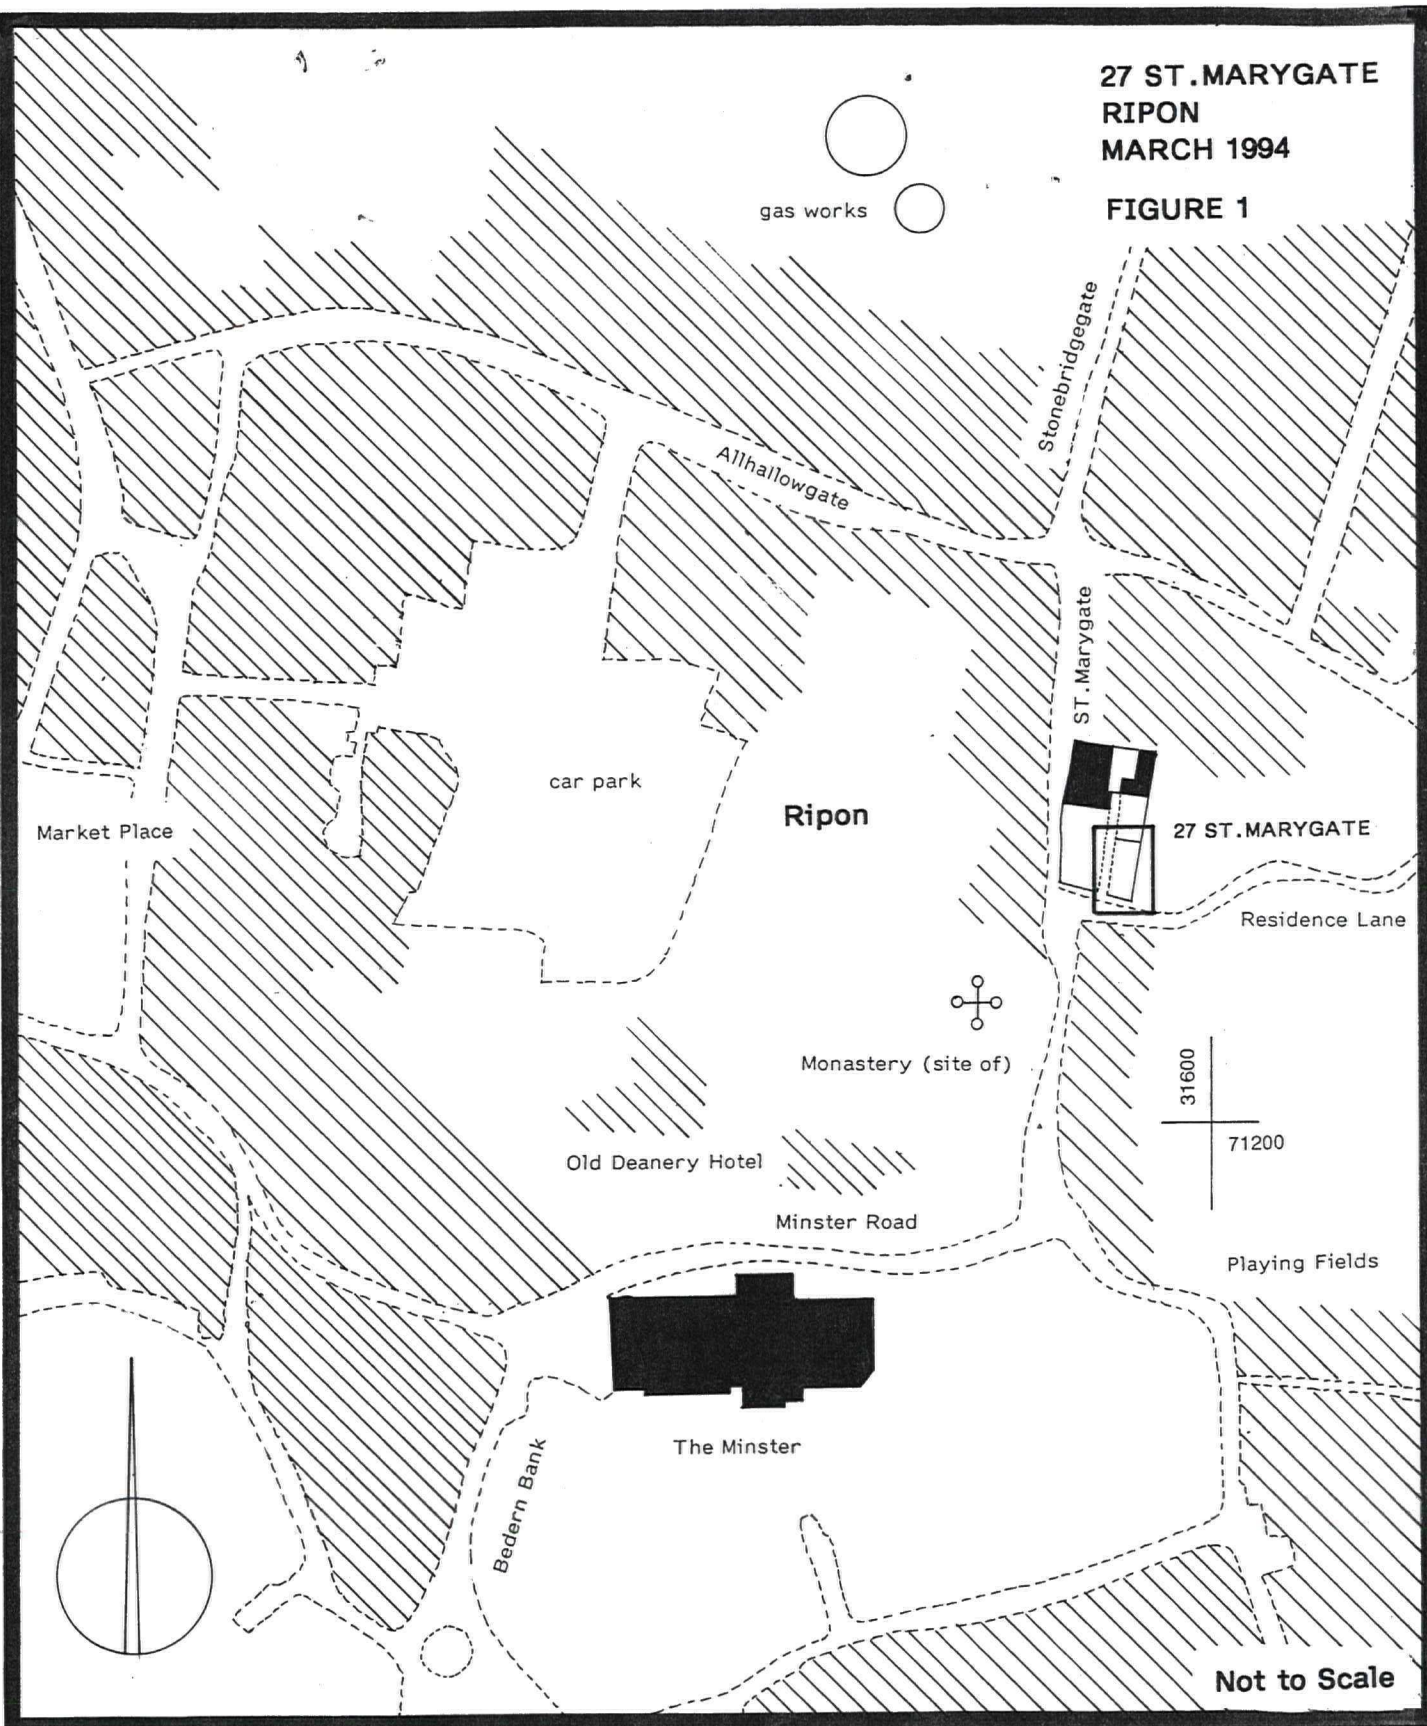 27 ST.MARYGATE
RIPON
MARCH 1994
FIGURE 1
gas works
Stonebridgegate
Allhallowgate
ST.Marygate
car park
Ripon
Market Place
27 ST.MARYGATE
Residence Lane
Monastery (site of)
31600
71200
Old Deanery Hotel
Minster Road
Playing Fields
The Minster
Bedern Bank
Not to Scale